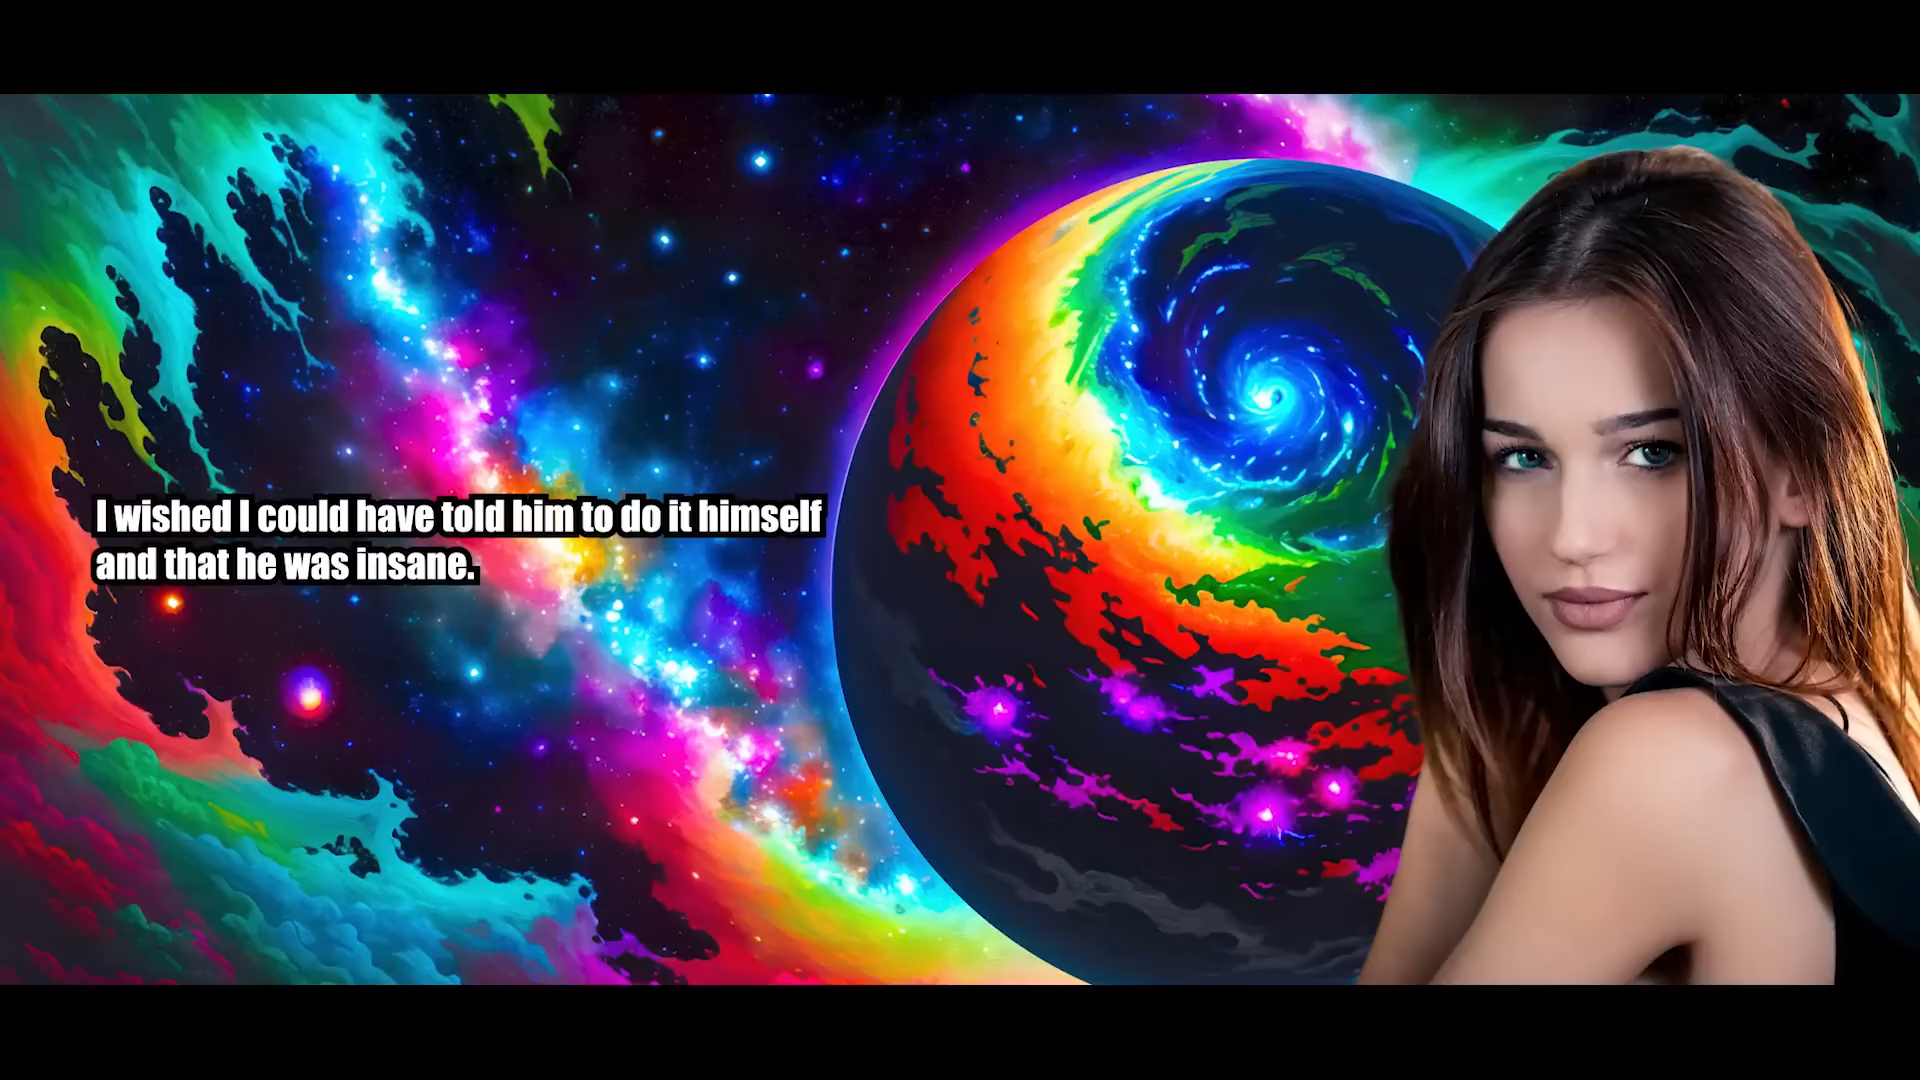 I wished I could have told him to do it himself
and that he was insane.